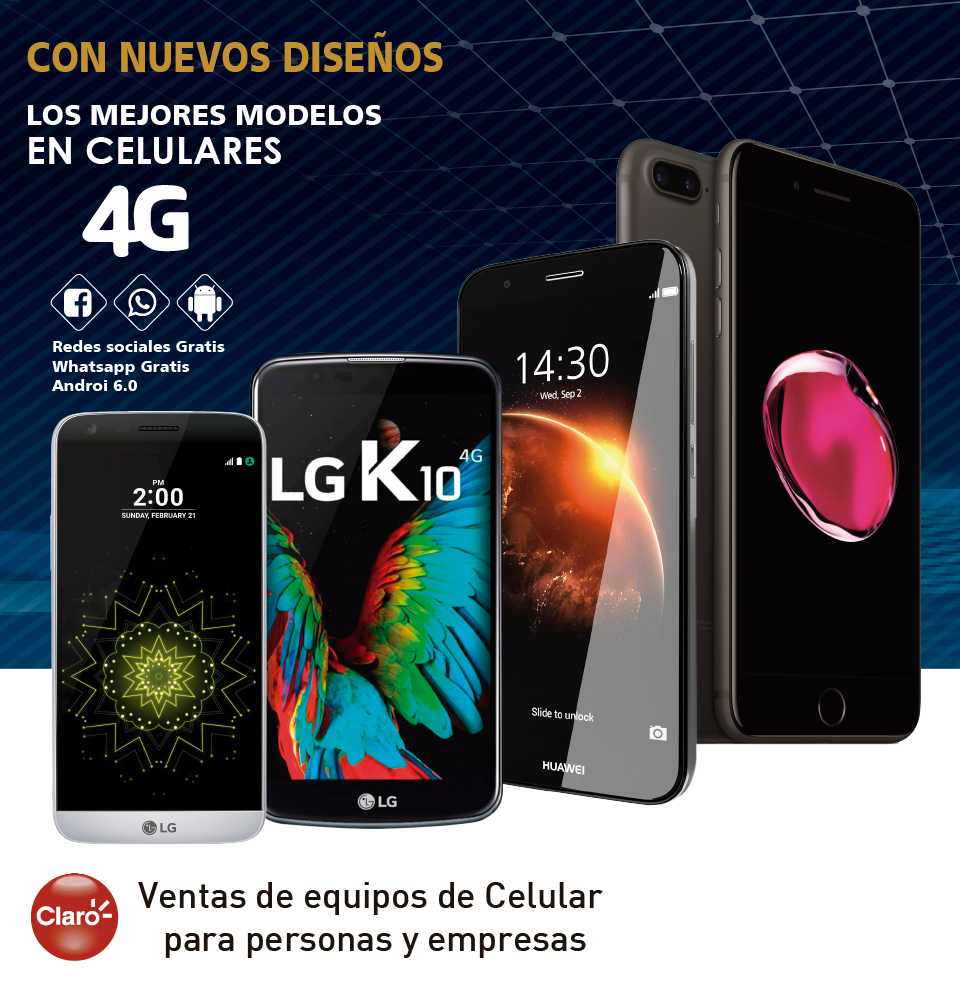 CON NUEVOS DISEÑOS
LOS MEJORES MODELOS
EN CELULARES
4G
Redes sociales Gratis
Whatsapp Gratis
Androi 6.0
PM
2:00
SUNDAY, FEBRUARY 21
LG
LG K10 4G
LG
14:30
Wed, Sep 2
Slide to unlock
HUAWEI
Claro
Ventas de equipos de Celular
para personas y empresas